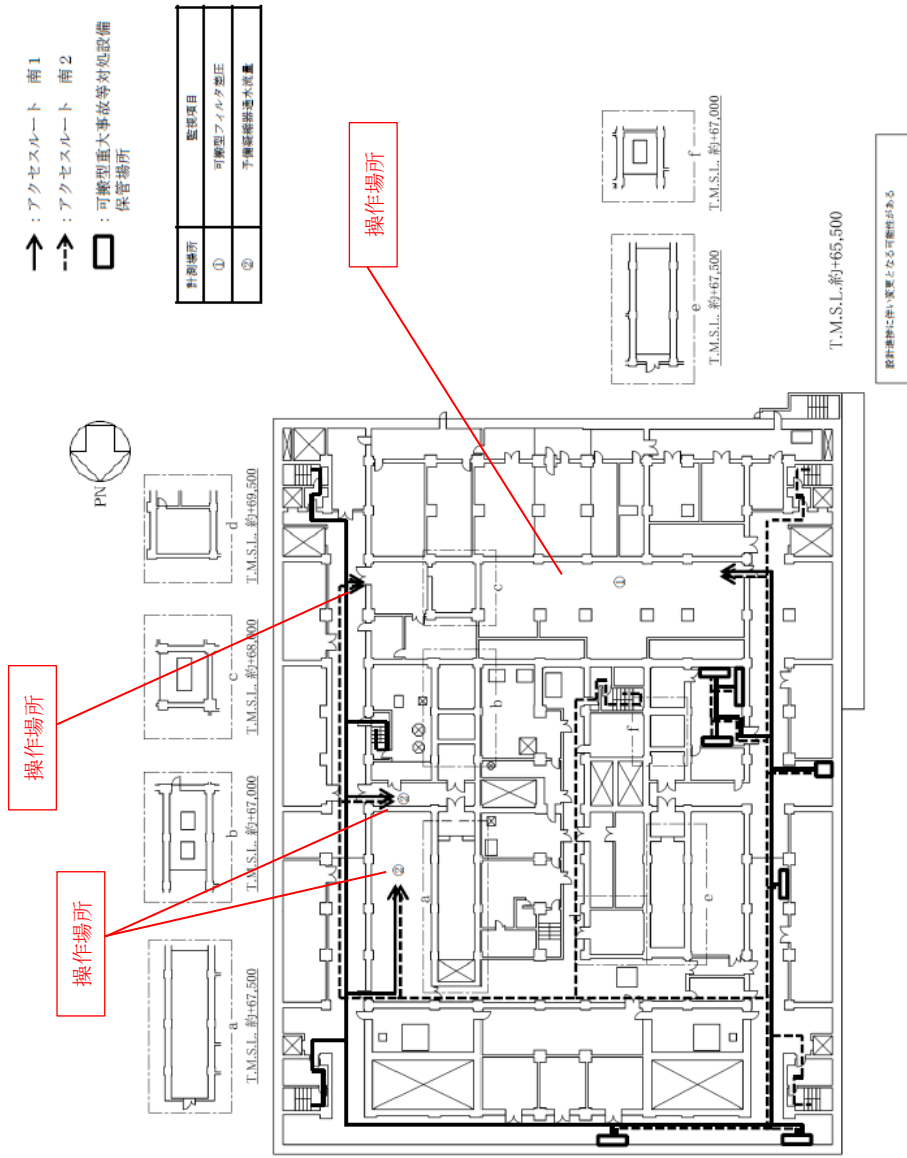 → : アクセスルート 南1
⇢ : アクセスルート 南2
: 可搬型重大事故等対処設備
保管場所
計測場所 監視項目
① 可搬型フィルタ差圧
② 予備凝縮器通水流量
操作場所
操作場所
操作場所
PN
a
T.M.S.L. 約+67,500
b
T.M.S.L. 約+67,000
c
T.M.S.L. 約+68,000
d
T.M.S.L. 約+69,500
e
T.M.S.L. 約+67,500
f
T.M.S.L. 約+67,000
②
②
①
a
b
c
e
f
T.M.S.L.約+65,500
設計進捗に伴い変更となる可能性がある